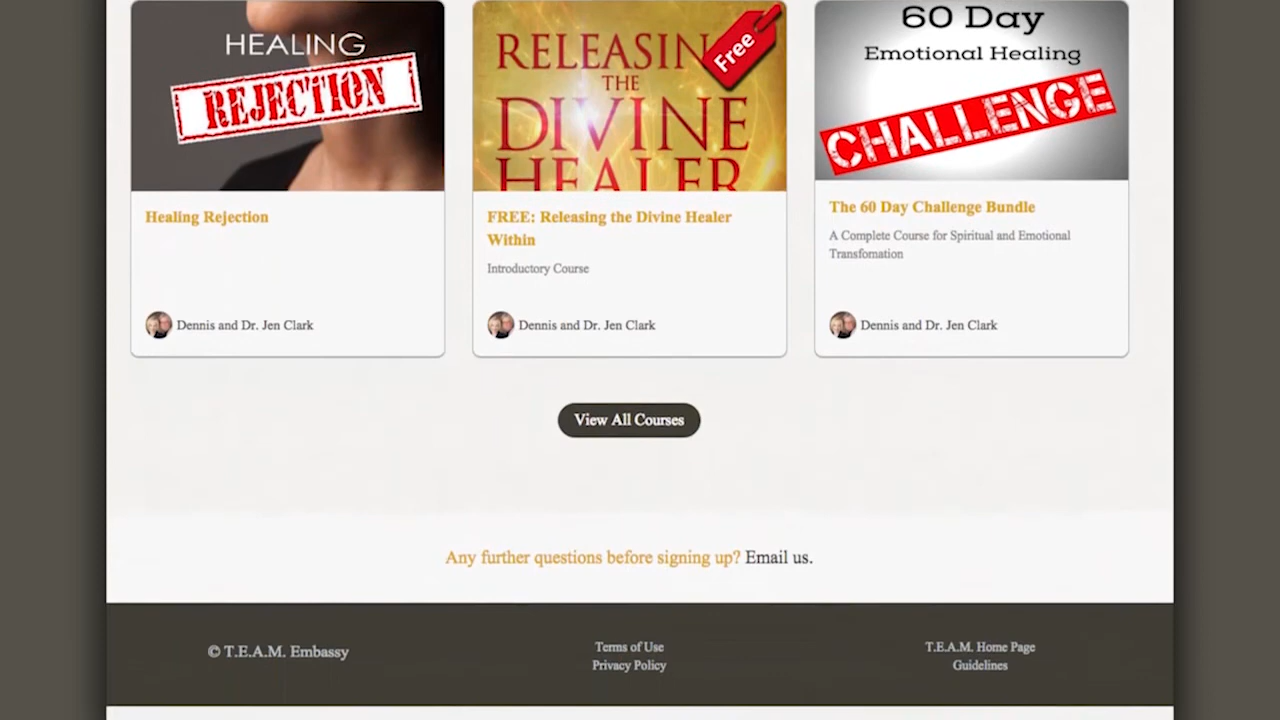 HEALING
REJECTION
RELEASIN
THE
DIVINE
HEALER
Free
60 Day
Emotional Healing
CHALLENGE
Healing Rejection
Dennis and Dr. Jen Clark
FREE: Releasing the Divine Healer
Within
Introductory Course
Dennis and Dr. Jen Clark
The 60 Day Challenge Bundle
A Complete Course for Spiritual and Emotional
Transfomation
Dennis and Dr. Jen Clark
View All Courses
Any further questions before signing up? Email us.
© T.E.A.M. Embassy
Terms of Use
Privacy Policy
T.E.A.M. Home Page
Guidelines